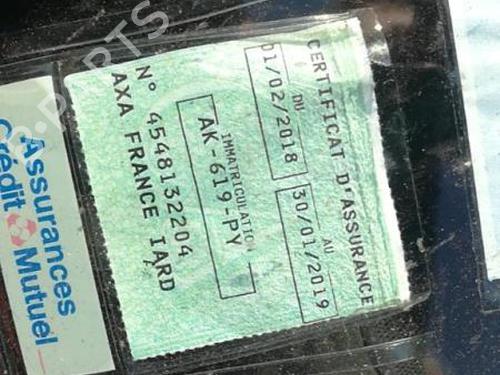 CERTIFICAT D'ASSURANCE
DU AU
01/02/2018 30/01/2019
IMMATRICULATION
AK-619-PY
N° 4548132204
AXA FRANCE IARD
Assurances
Crédit Mutuel